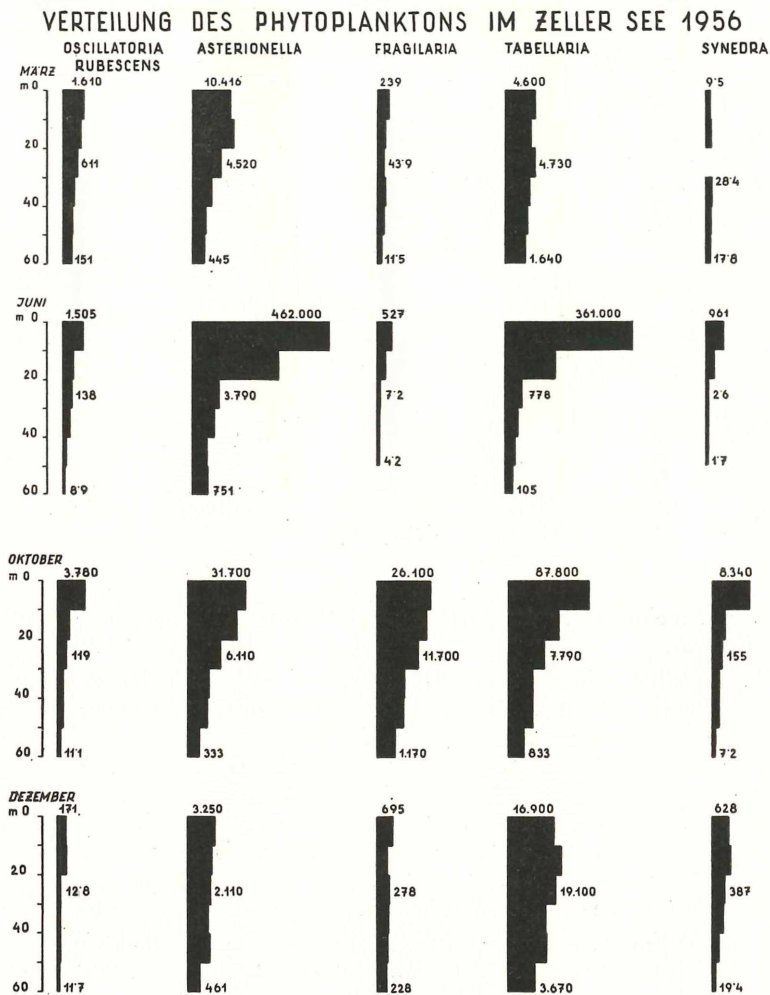 VERTEILUNG DES PHYTOPLANKTONS IM ZELLER SEE 1956
OSCILLATORIA RUBESCENS ASTERIONELLA FRAGILARIA TABELLARIA SYNEDRA
MÄRZ
m 0 1.610 10.416 239 4.600 9·5
20 611 4.520 43·9 4.730 28·4
40
60 151 445 11·5 1.640 17·8
JUNI
m 0 1.505 462.000 527 361.000 961
20 138 3.790 7·2 778 2·6
40
4·2 1·7
60 8·9 751 105
OKTOBER
m 0 3.780 31.700 26.100 87.800 8.340
20 119 6.110 11.700 7.790 155
40
60 11·1 333 1.170 833 7·2
DEZEMBER
m 0 171 3.250 695 16.900 628
20 12·8 2.110 278 19.100 387
40
60 11·7 461 228 3.670 19·4